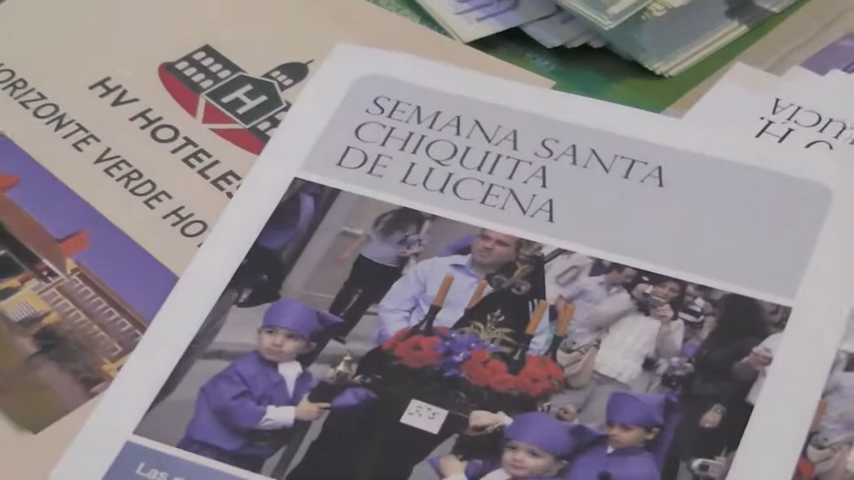 HV HOTELES
HORIZONTE VERDE HO
H
SEMANA SANTA
CHIQUITA
DE LUCENA
Las